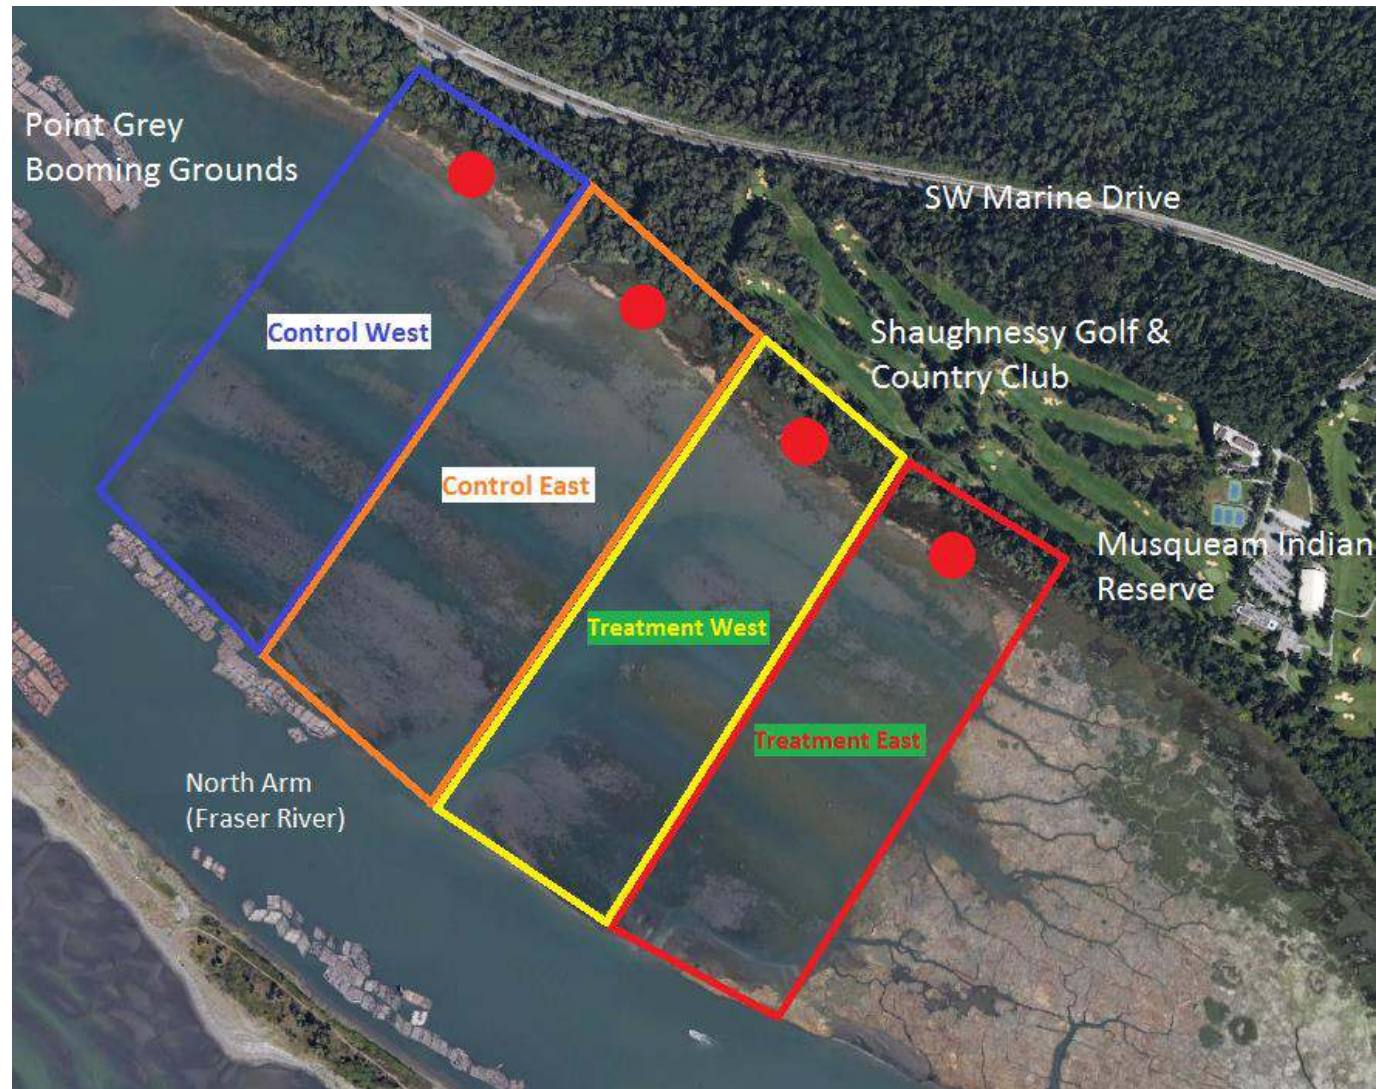 Point Grey
Booming Grounds
SW Marine Drive
Control West
Shaughnessy Golf &
Country Club
Control East
Musqueam Indian
Reserve
Treatment West
Treatment East
North Arm
(Fraser River)